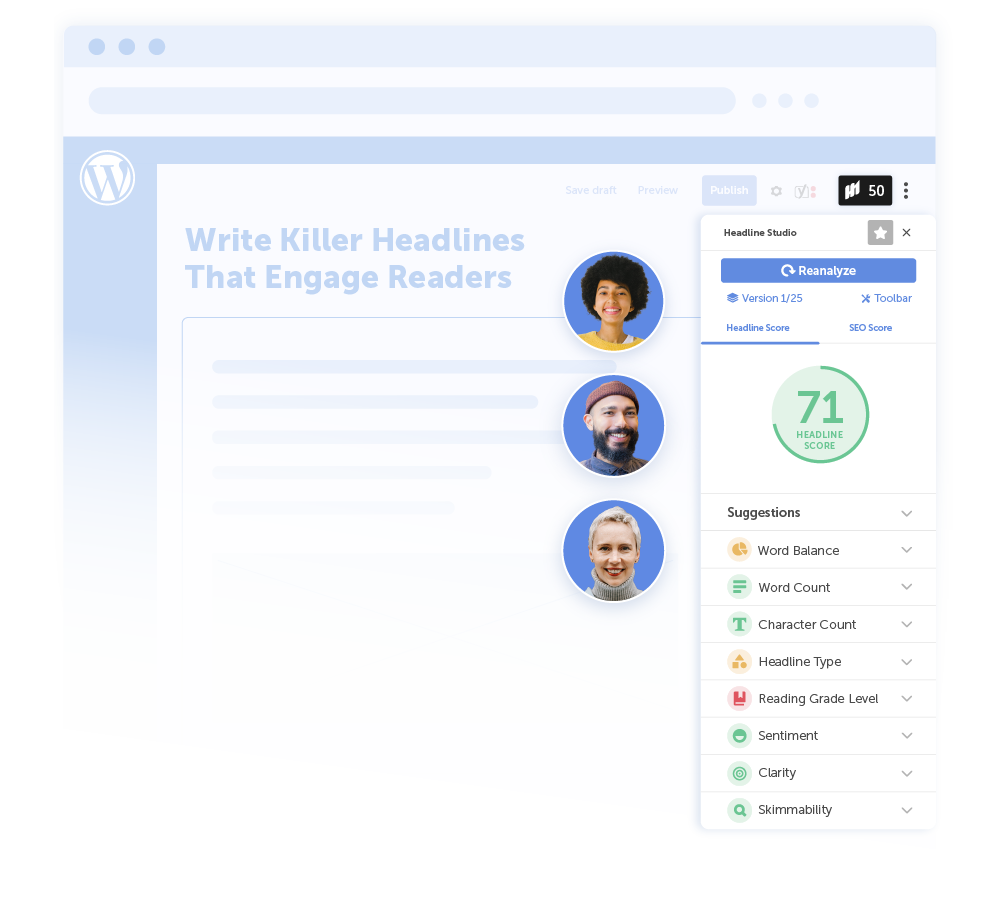 Save draft Preview Publish 50
Write Killer Headlines
That Engage Readers
Headline Studio
Reanalyze
Version 1/25 Toolbar
Headline Score SEO Score
71
HEADLINE
SCORE
Suggestions
Word Balance
Word Count
Character Count
Headline Type
Reading Grade Level
Sentiment
Clarity
Skimmability